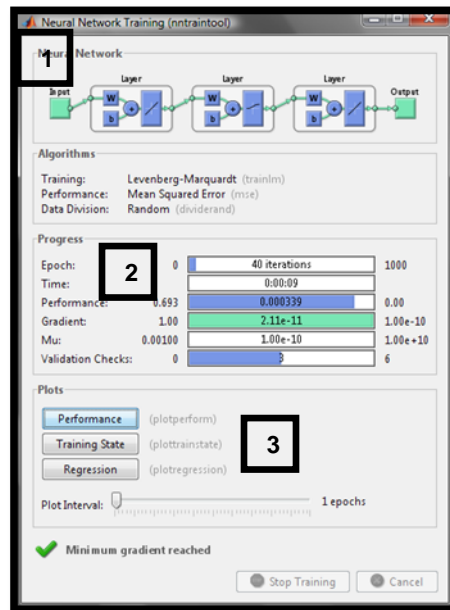 Neural Network Training (nntraintool)
Neural Network
1
Layer Layer Layer
Input W b + W b + W b + Output
Algorithms
Training: Levenberg-Marquardt (trainlm)
Performance: Mean Squared Error (mse)
Data Division: Random (dividerand)
Progress
2
Epoch: 0 40 iterations 1000
Time: 0:00:09
Performance: 0.693 0.000339 0.00
Gradient: 1.00 2.11e-11 1.00e-10
Mu: 0.00100 1.00e-10 1.00e+10
Validation Checks: 0 3 6
Plots
Performance (plotperform)
Training State (plottrainstate)
3
Regression (plotregression)
Plot Interval: 1 epochs
Minimum gradient reached
Stop Training Cancel